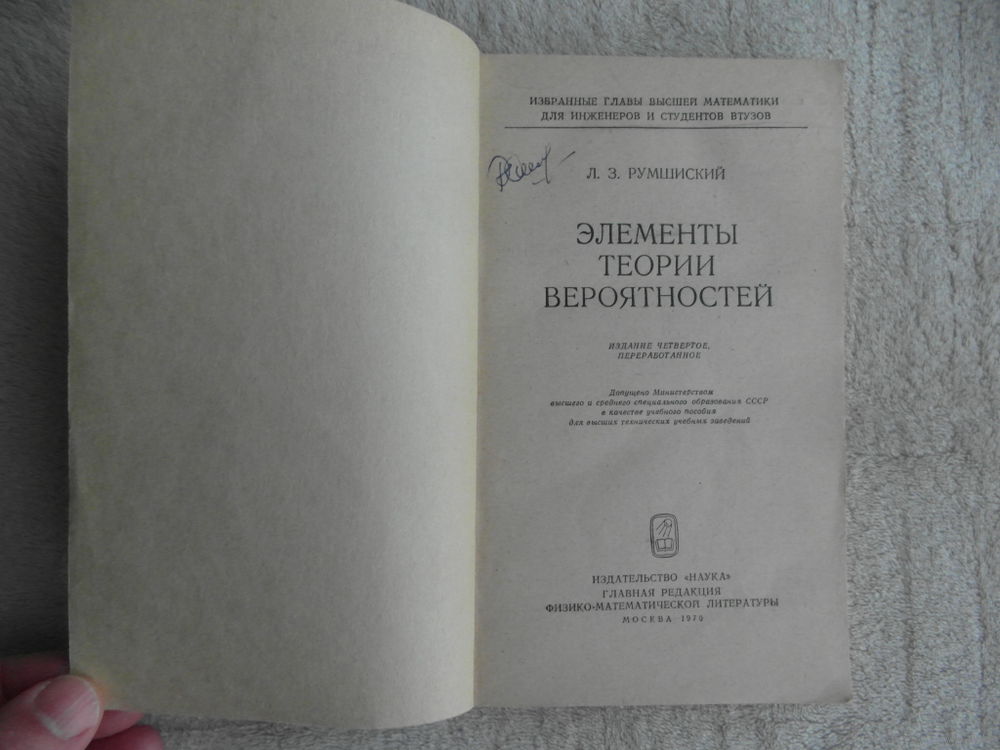 ИЗБРАННЫЕ ГЛАВЫ ВЫСШЕЙ МАТЕМАТИКИ
ДЛЯ ИНЖЕНЕРОВ И СТУДЕНТОВ ВТУЗОВ
Л. З. РУМШИСКИЙ
ЭЛЕМЕНТЫ
ТЕОРИИ
ВЕРОЯТНОСТЕЙ
ИЗДАНИЕ ЧЕТВЕРТОЕ,
ПЕРЕРАБОТАННОЕ
Допущено Министерством
высшего и среднего специального образования СССР
в качестве учебного пособия
для высших технических учебных заведений
ИЗДАТЕЛЬСТВО «НАУКА»
ГЛАВНАЯ РЕДАКЦИЯ
ФИЗИКО-МАТЕМАТИЧЕСКОЙ ЛИТЕРАТУРЫ
МОСКВА 1970